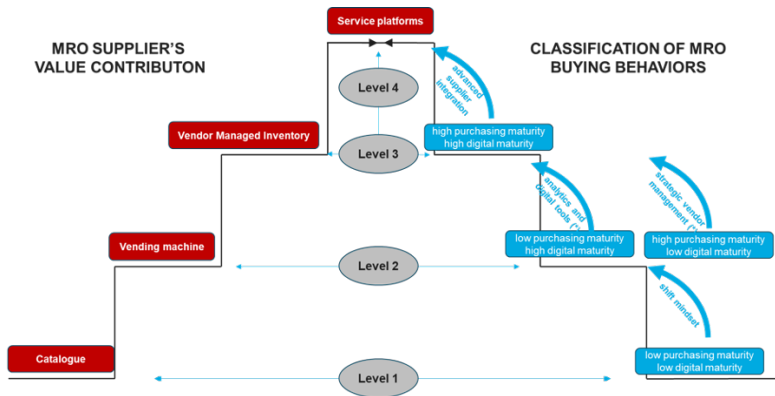 Service platforms
MRO SUPPLIER'S
VALUE CONTRIBUTON
CLASSIFICATION OF MRO
BUYING BEHAVIORS
advanced
supplier
integration
Level 4
Vendor Managed Inventory
Level 3
high purchasing maturity
high digital maturity
analytics and
digital tools (*)
strategic vendor
management (*)
Vending machine
Level 2
low purchasing maturity
high digital maturity
high purchasing maturity
low digital maturity
shift mindset
Catalogue
Level 1
low purchasing maturity
low digital maturity